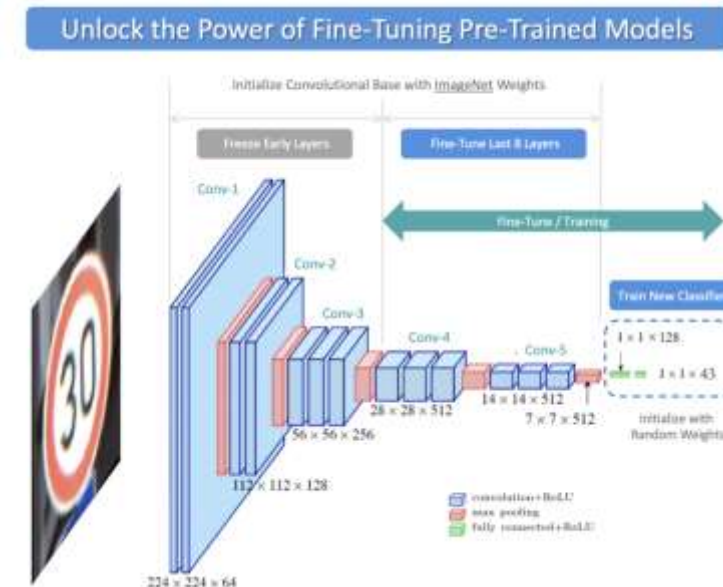 Unlock the Power of Fine-Tuning Pre-Trained Models
Initialize Convolutional Base with ImageNet Weights
Freeze Early Layers
Fine-Tune Last 8 Layers
Conv-1
Fine-Tune / Training
Conv-2
Train New Classifier
Conv-3
Conv-4
Conv-5
1 × 1 × 128
1 × 1 × 43
30
28 × 28 × 512
14 × 14 × 512
7 × 7 × 512
Initialize with
Random Weights
56 × 56 × 256
112 × 112 × 128
convolution+ReLU
max pooling
fully connected+ReLU
224 × 224 × 64